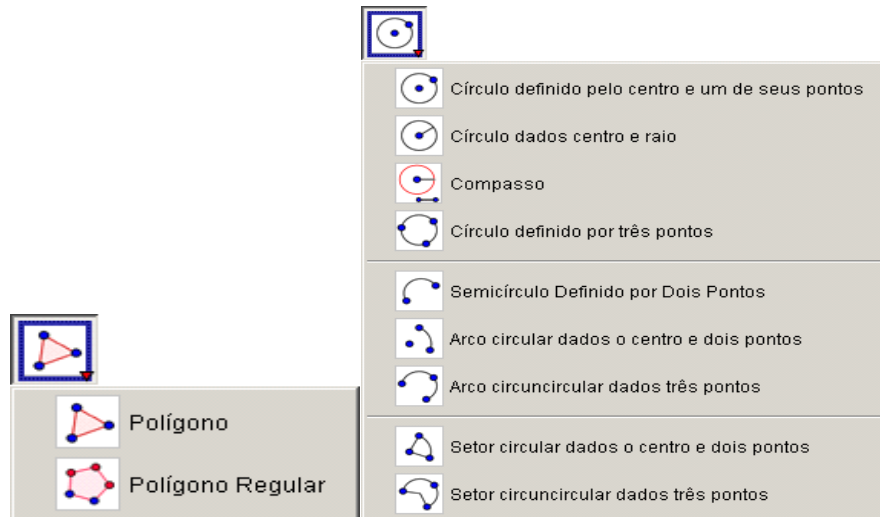 Círculo definido pelo centro e um de seus pontos
Círculo dados centro e raio
Compasso
Círculo definido por três pontos
Semicírculo Definido por Dois Pontos
Arco circular dados o centro e dois pontos
Arco circuncircular dados três pontos
Setor circular dados o centro e dois pontos
Setor circuncircular dados três pontos
Polígono
Polígono Regular